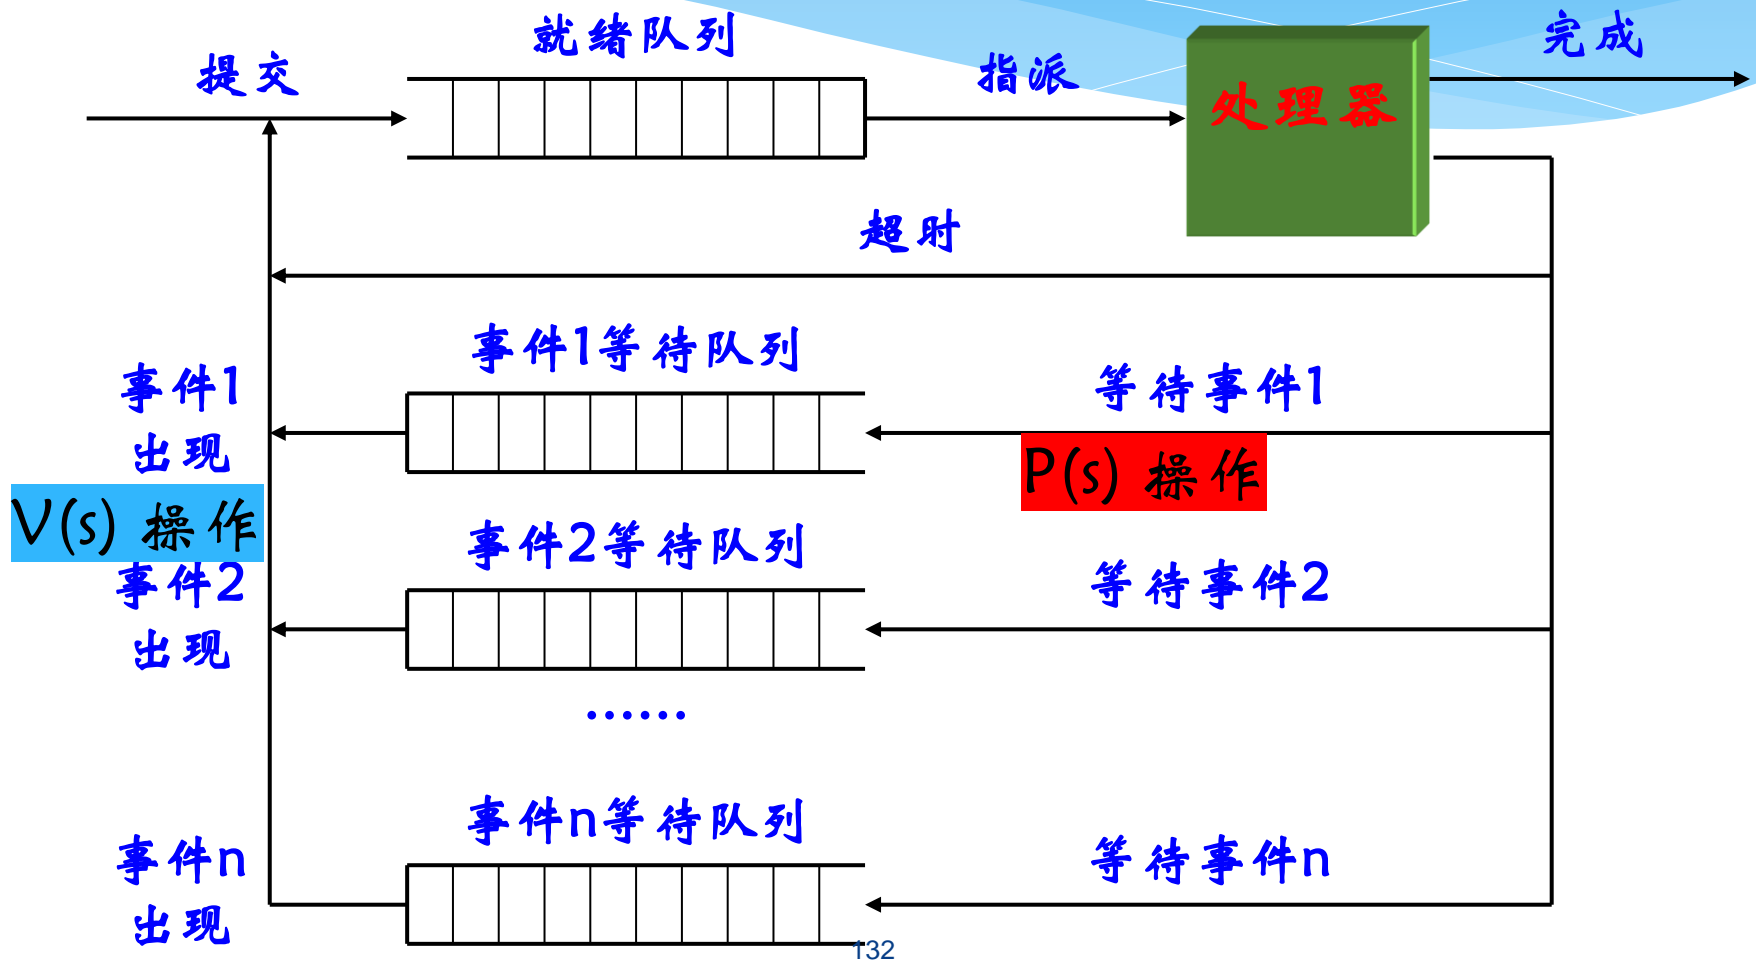 就绪队列
完成
提交
指派
处理器
超时
事件1等待队列
事件1
出现
等待事件1
P(s) 操作
V(s) 操作
事件2等待队列
事件2
出现
等待事件2
······
事件n等待队列
事件n
出现
等待事件n
132